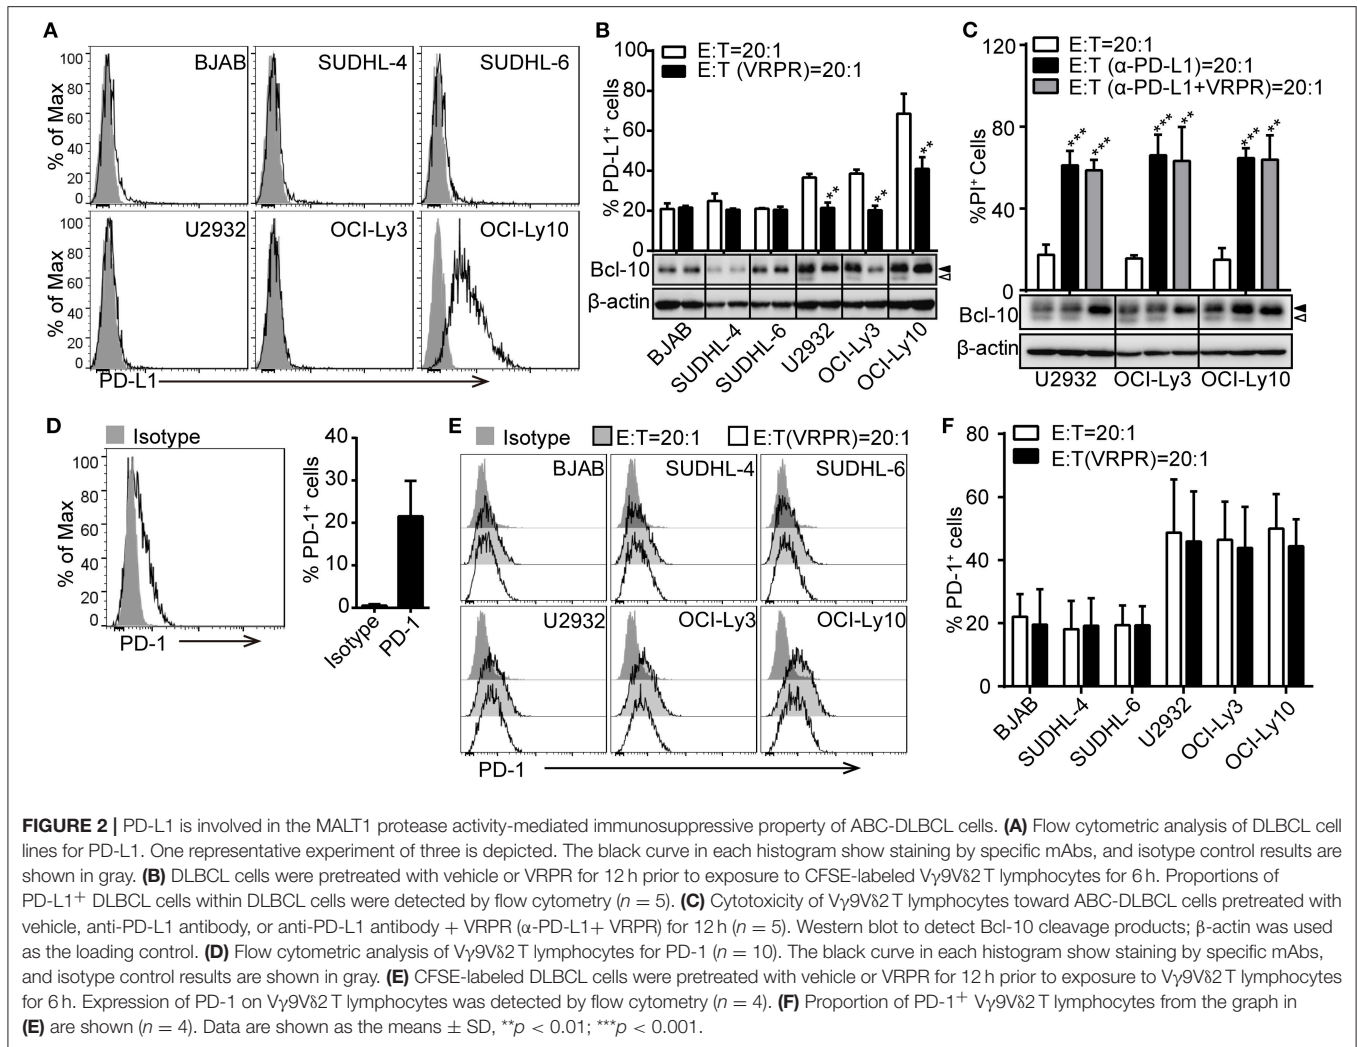 A
BJAB
SUDHL-4
SUDHL-6
% of Max
100
80
60
40
20
0
U2932
OCI-Ly3
OCI-Ly10
% of Max
100
80
60
40
20
0
PD-L1
B
E:T=20:1
E:T (VRPR)=20:1
% PD-L1⁺ cells
100
80
60
40
20
0
** ** **
Bcl-10
β-actin
BJAB
SUDHL-4
SUDHL-6
U2932
OCI-Ly3
OCI-Ly10
C
E:T=20:1
E:T (α-PD-L1)=20:1
E:T (α-PD-L1+VRPR)=20:1
%PI⁺ Cells
120
80
40
0
*** *** *** ** *** **
Bcl-10
β-actin
U2932 OCI-Ly3 OCI-Ly10
D
Isotype
% of Max
100
80
60
40
20
0
PD-1
% PD-1⁺ cells
40
30
20
10
0
Isotype
PD-1
E
Isotype E:T=20:1 E:T(VRPR)=20:1
BJAB
SUDHL-4
SUDHL-6
U2932
OCI-Ly3
OCI-Ly10
PD-1
F
E:T=20:1
E:T(VRPR)=20:1
% PD-1⁺ cells
80
60
40
20
0
BJAB
SUDHL-4
SUDHL-6
U2932
OCI-Ly3
OCI-Ly10
FIGURE 2 | PD-L1 is involved in the MALT1 protease activity-mediated immunosuppressive property of ABC-DLBCL cells. (A) Flow cytometric analysis of DLBCL cell
lines for PD-L1. One representative experiment of three is depicted. The black curve in each histogram show staining by specific mAbs, and isotype control results are
shown in gray. (B) DLBCL cells were pretreated with vehicle or VRPR for 12 h prior to exposure to CFSE-labeled Vγ9Vδ2 T lymphocytes for 6 h. Proportions of
PD-L1⁺ DLBCL cells within DLBCL cells were detected by flow cytometry (n = 5). (C) Cytotoxicity of Vγ9Vδ2 T lymphocytes toward ABC-DLBCL cells pretreated with
vehicle, anti-PD-L1 antibody, or anti-PD-L1 antibody + VRPR (α-PD-L1+ VRPR) for 12 h (n = 5). Western blot to detect Bcl-10 cleavage products; β-actin was used
as the loading control. (D) Flow cytometric analysis of Vγ9Vδ2 T lymphocytes for PD-1 (n = 10). The black curve in each histogram show staining by specific mAbs,
and isotype control results are shown in gray. (E) CFSE-labeled DLBCL cells were pretreated with vehicle or VRPR for 12 h prior to exposure to Vγ9Vδ2 T lymphocytes
for 6 h. Expression of PD-1 on Vγ9Vδ2 T lymphocytes was detected by flow cytometry (n = 4). (F) Proportion of PD-1⁺ Vγ9Vδ2 T lymphocytes from the graph in
(E) are shown (n = 4). Data are shown as the means ± SD, **p < 0.01; ***p < 0.001.